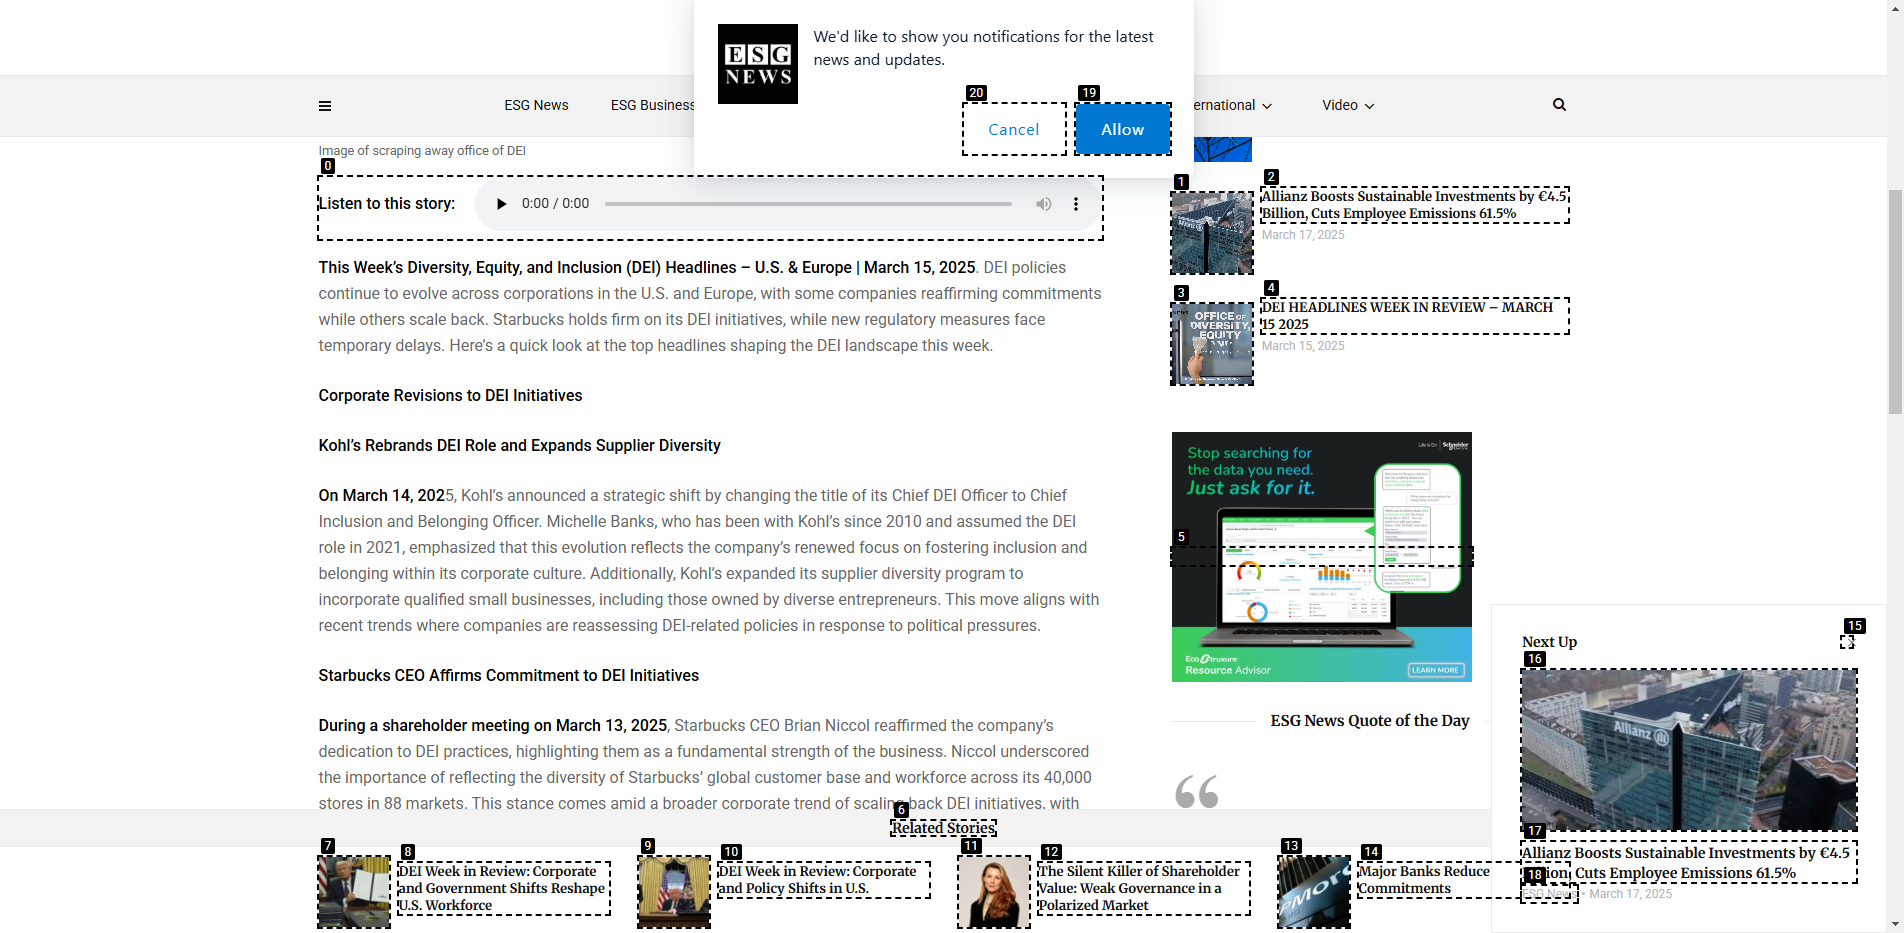 ESG
NEWS
We'd like to show you notifications for the latest
news and updates.
20
19
Cancel
Allow
ESG News
ESG Business
ernational
Video
Image of scraping away office of DEI
0
Listen to this story:
0:00 / 0:00
This Week's Diversity, Equity, and Inclusion (DEI) Headlines – U.S. & Europe | March 15, 2025. DEI policies
continue to evolve across corporations in the U.S. and Europe, with some companies reaffirming commitments
while others scale back. Starbucks holds firm on its DEI initiatives, while new regulatory measures face
temporary delays. Here's a quick look at the top headlines shaping the DEI landscape this week.
Corporate Revisions to DEI Initiatives
Kohl's Rebrands DEI Role and Expands Supplier Diversity
On March 14, 2025, Kohl's announced a strategic shift by changing the title of its Chief DEI Officer to Chief
Inclusion and Belonging Officer. Michelle Banks, who has been with Kohl's since 2010 and assumed the DEI
role in 2021, emphasized that this evolution reflects the company's renewed focus on fostering inclusion and
belonging within its corporate culture. Additionally, Kohl's expanded its supplier diversity program to
incorporate qualified small businesses, including those owned by diverse entrepreneurs. This move aligns with
recent trends where companies are reassessing DEI-related policies in response to political pressures.
Starbucks CEO Affirms Commitment to DEI Initiatives
During a shareholder meeting on March 13, 2025, Starbucks CEO Brian Niccol reaffirmed the company's
dedication to DEI practices, highlighting them as a fundamental strength of the business. Niccol underscored
the importance of reflecting the diversity of Starbucks' global customer base and workforce across its 40,000
stores in 88 markets. This stance comes amid a broader corporate trend of scaling back DEI initiatives, with
1
2
Allianz Boosts Sustainable Investments by €4.5
Billion, Cuts Employee Emissions 61.5%
March 17, 2025
3
4
OFFICE OF
DIVERSITY,
EQUITY
AND
DEI HEADLINES WEEK IN REVIEW – MARCH
15 2025
March 15, 2025
Life Is On | Schneider
Stop searching for
the data you need.
Just ask for it.
5
EcoStruxure
Resource Advisor
LEARN MORE
ESG News Quote of the Day
“
15
Next Up
16
Allianz
17
Allianz Boosts Sustainable Investments by €4.5
ion, Cuts Employee Emissions 61.5%
18
ESG News • March 17, 2025
6
Related Stories
7
8
DEI Week in Review: Corporate
and Government Shifts Reshape
U.S. Workforce
9
10
DEI Week in Review: Corporate
and Policy Shifts in U.S.
11
12
The Silent Killer of Shareholder
Value: Weak Governance in a
Polarized Market
13
14
Major Banks Reduce
Commitments